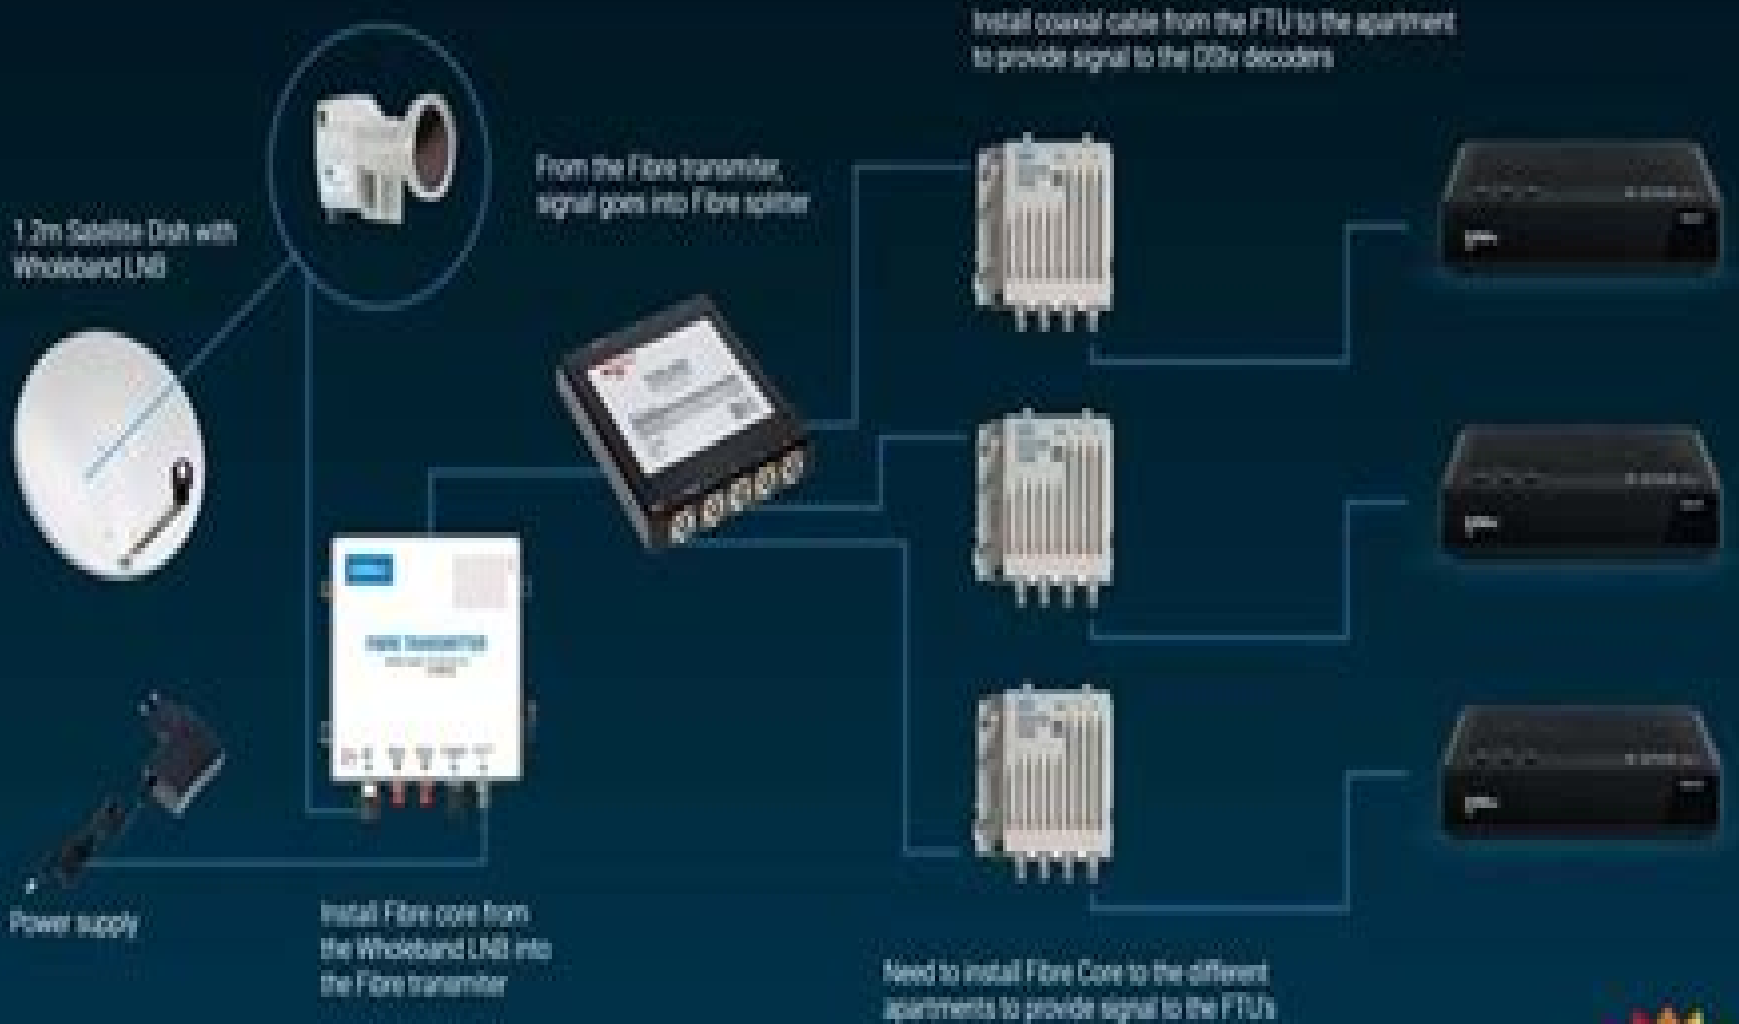 Install coaxial cable from the FTU to the apartment
to provide signal to the DStv decoders
From the Fibre transmiter,
signal goes into Fibre splitter
1.2m Satellite Dish with
Wholeband LNB
FIBRE TRANSMITTER
Power supply
Install Fibre core from
the Wholeband LNB into
the Fibre transmiter
Need to install Fibre Core to the different
apartments to provide signal to the FTU's